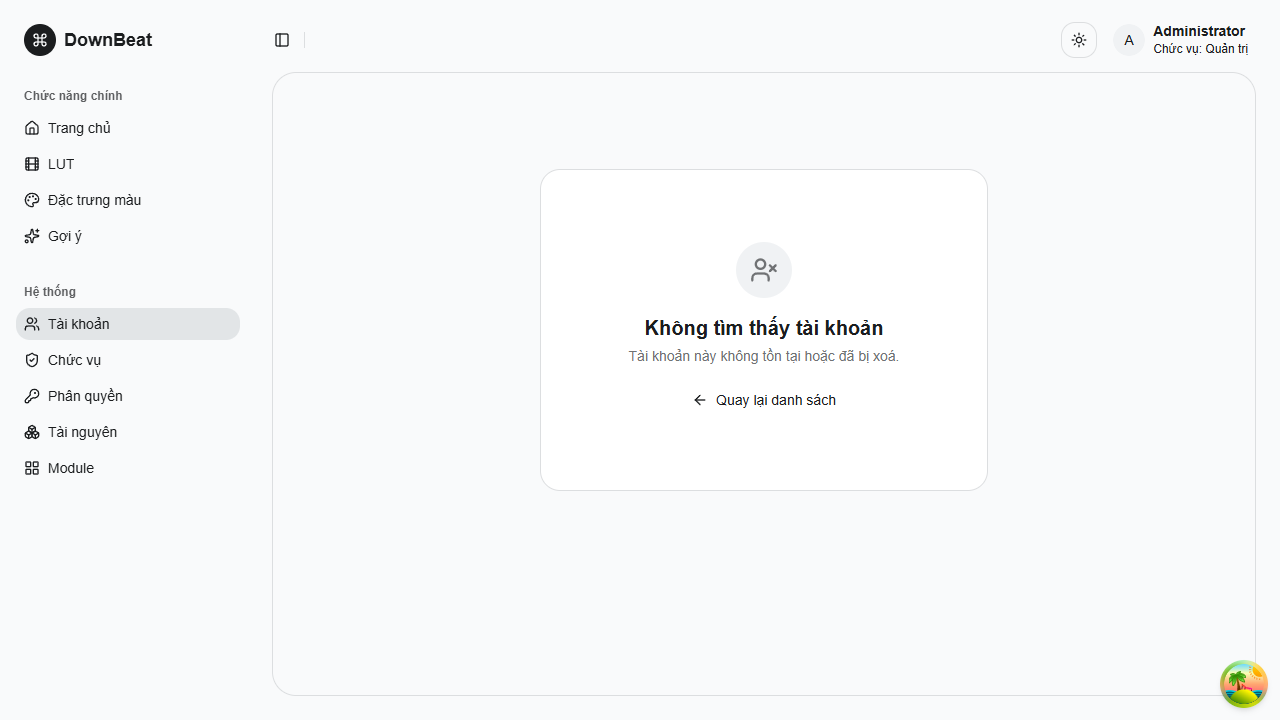 DownBeat
A
Administrator
Chức vụ: Quản trị
Chức năng chính
Trang chủ
LUT
Đặc trưng màu
Gợi ý
Hệ thống
Tài khoản
Chức vụ
Phân quyền
Tài nguyên
Module
Không tìm thấy tài khoản
Tài khoản này không tồn tại hoặc đã bị xoá.
Quay lại danh sách